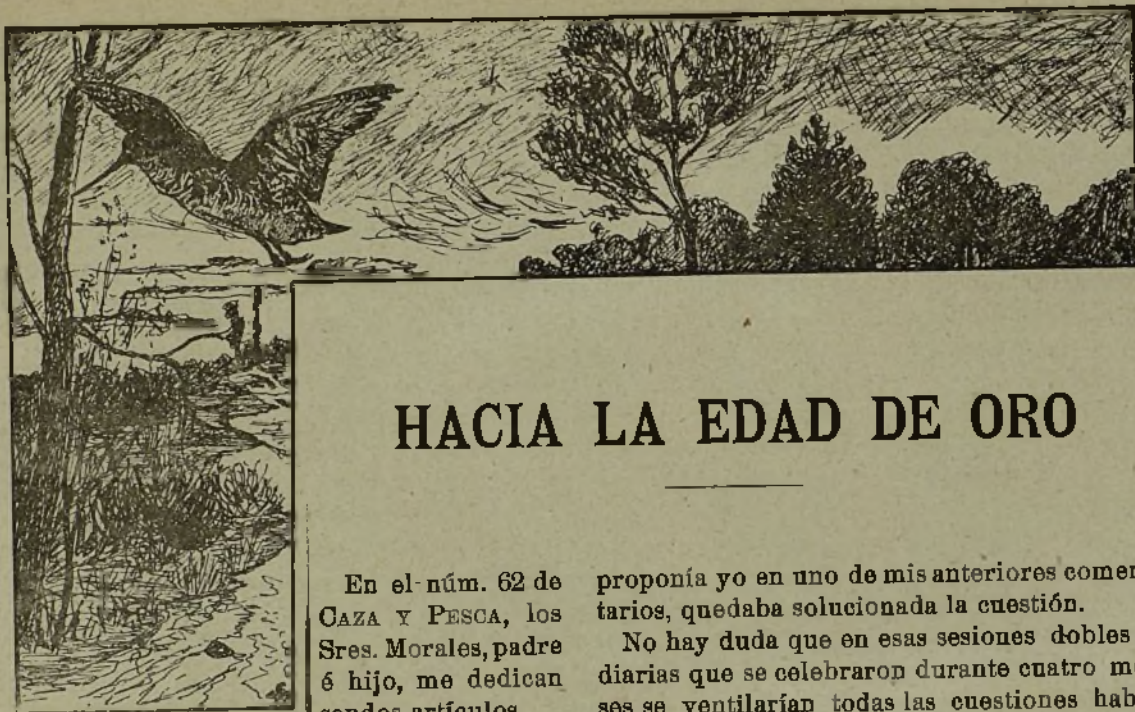 HACIA LA EDAD DE ORO
En el núm. 62 de
CAZA Y PESCA, los
Sres. Morales, padre
é hijo, me dedican
sendos artículos
proponía yo en uno de mis anteriores comen
tarios, quedaba solucionada la cuestión.
No hay duda que en esas sesiones dobles
diarias que se celebraron durante cuatro m
ses se ventilarían todas las cuestiones hab